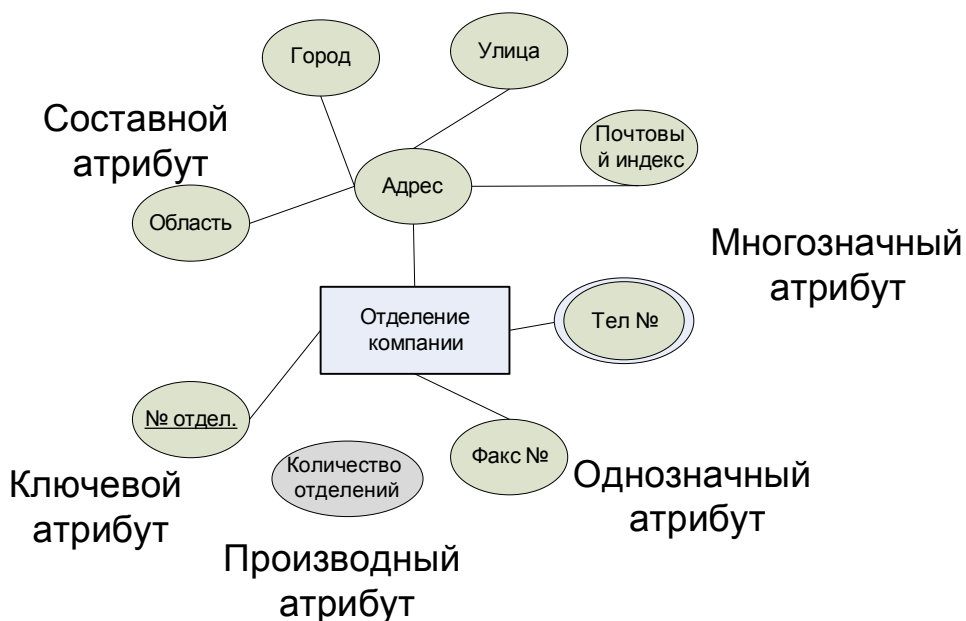 Город
Улица
Составной
атрибут
Почтовы
й индекс
Адрес
Область
Многозначный
атрибут
Отделение
компании
Тел №
№ отдел.
Факс №
Количество
отделений
Ключевой
атрибут
Однозначный
атрибут
Производный
атрибут